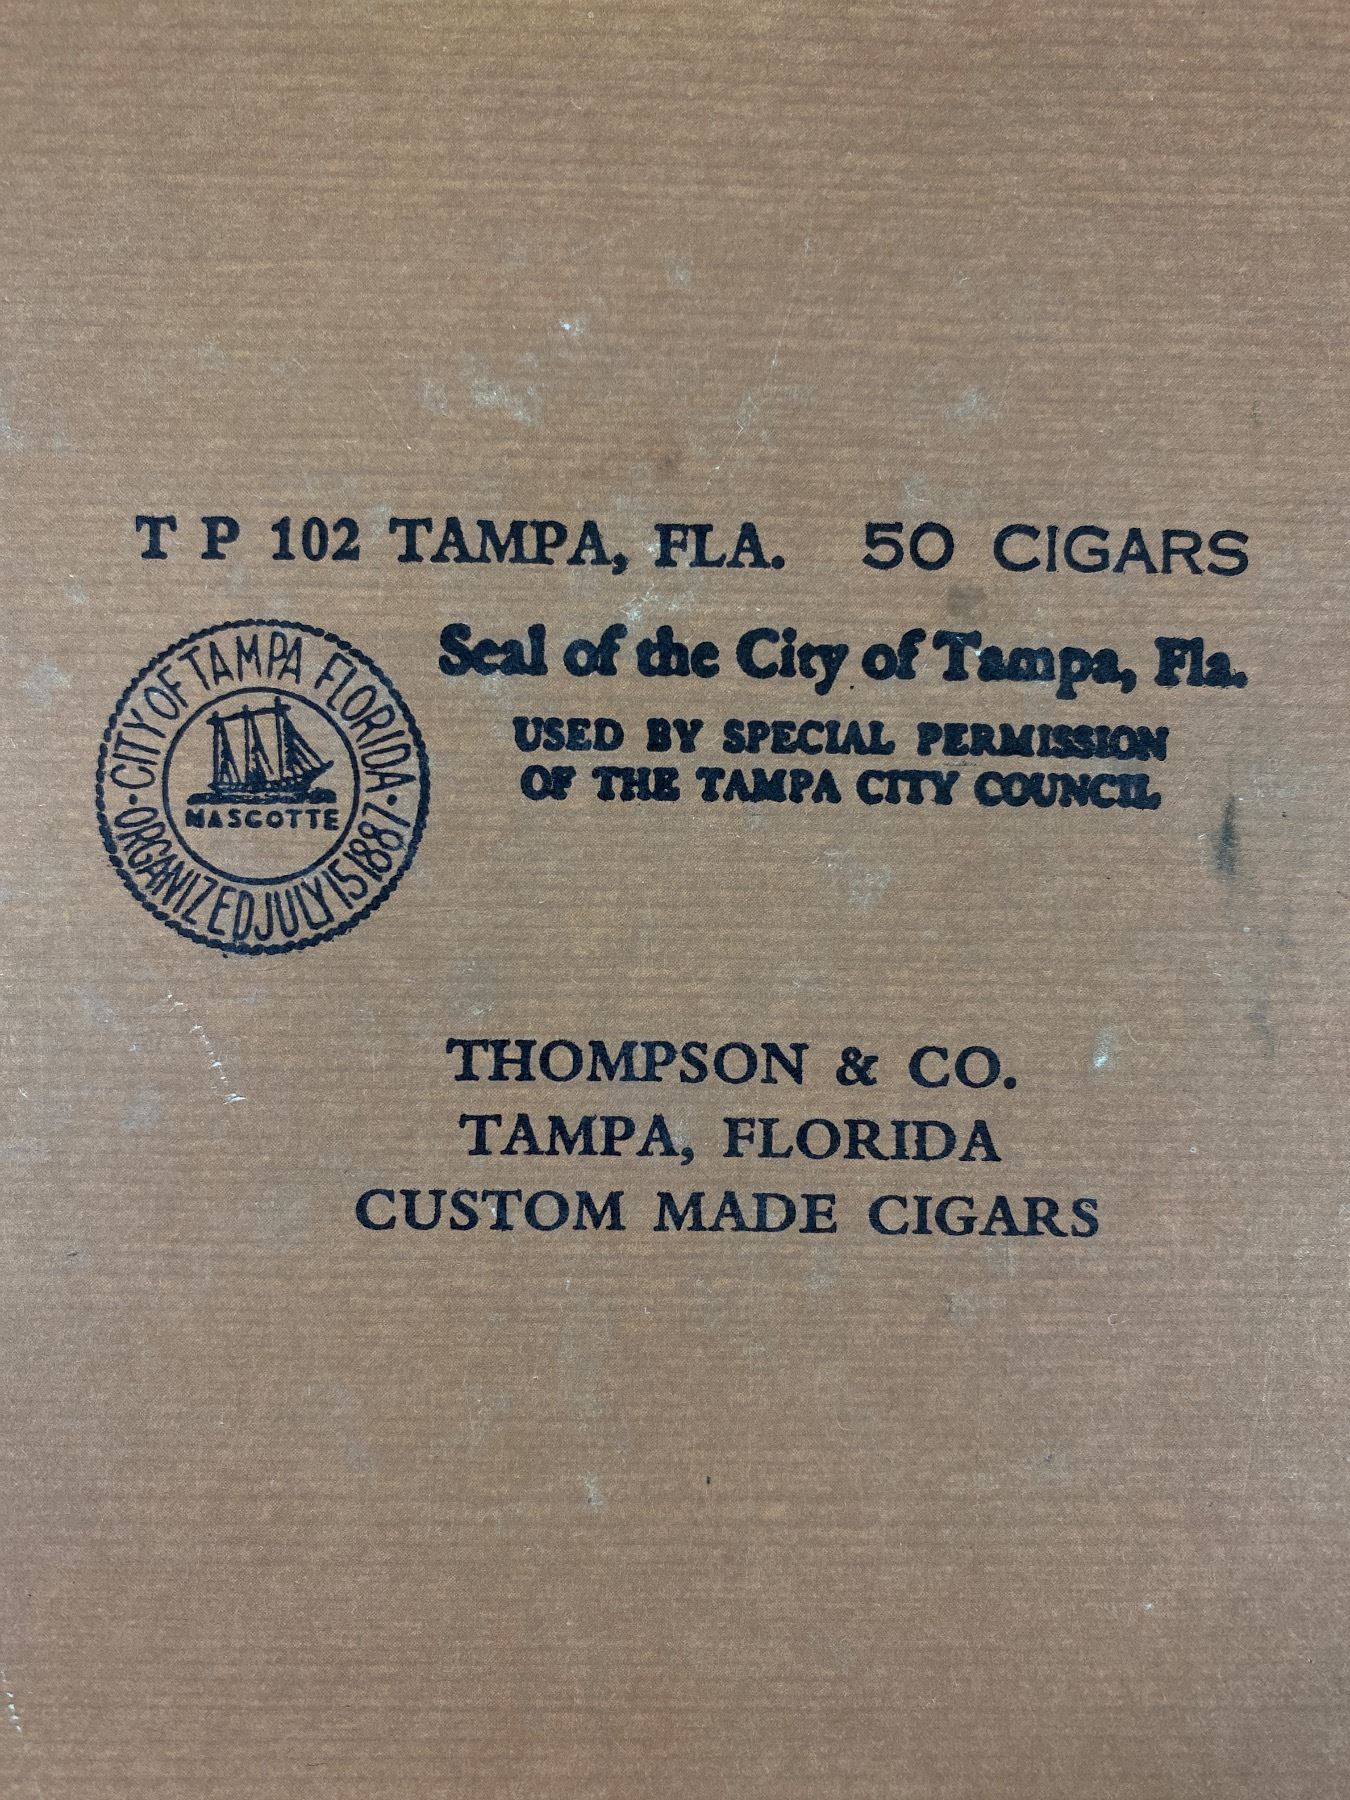 T P 102 TAMPA, FLA. 50 CIGARS
CITY OF TAMPA FLORIDA
MASCOTTE
ORGANIZED JULY 15 1887
Seal of the City of Tampa, Fla.
USED BY SPECIAL PERMISSION
OF THE TAMPA CITY COUNCIL
THOMPSON & CO.
TAMPA, FLORIDA
CUSTOM MADE CIGARS